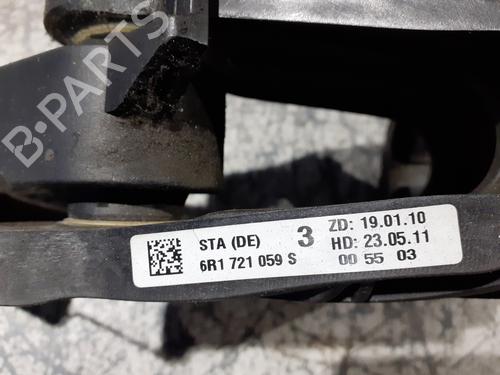 B-PARTS
STA (DE) 3 ZD: 19.01.10
6R1 721 059 S HD: 23.05.11
00 55 03